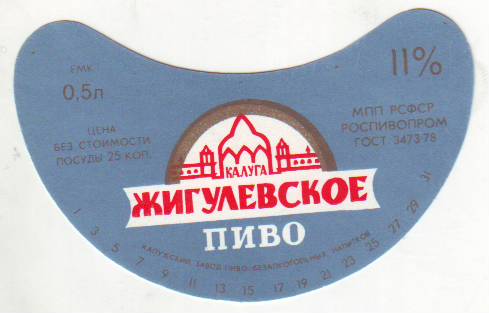 ЕМК.
0,5л
ЦЕНА
БЕЗ СТОИМОСТИ
ПОСУДЫ 25 КОП.
11%
МПП РСФСР
РОСПИВОПРОМ
ГОСТ 3473 78
КАЛУГА
ЖИГУЛЕВСКОЕ
ПИВО
КАЛУЖСКИЙ ЗАВОД ПИВО-БЕЗАЛКОГОЛЬНЫХ НАПИТКОВ
1 3 5 7 9 11 13 15 17 19 21 23 25 27 29 31